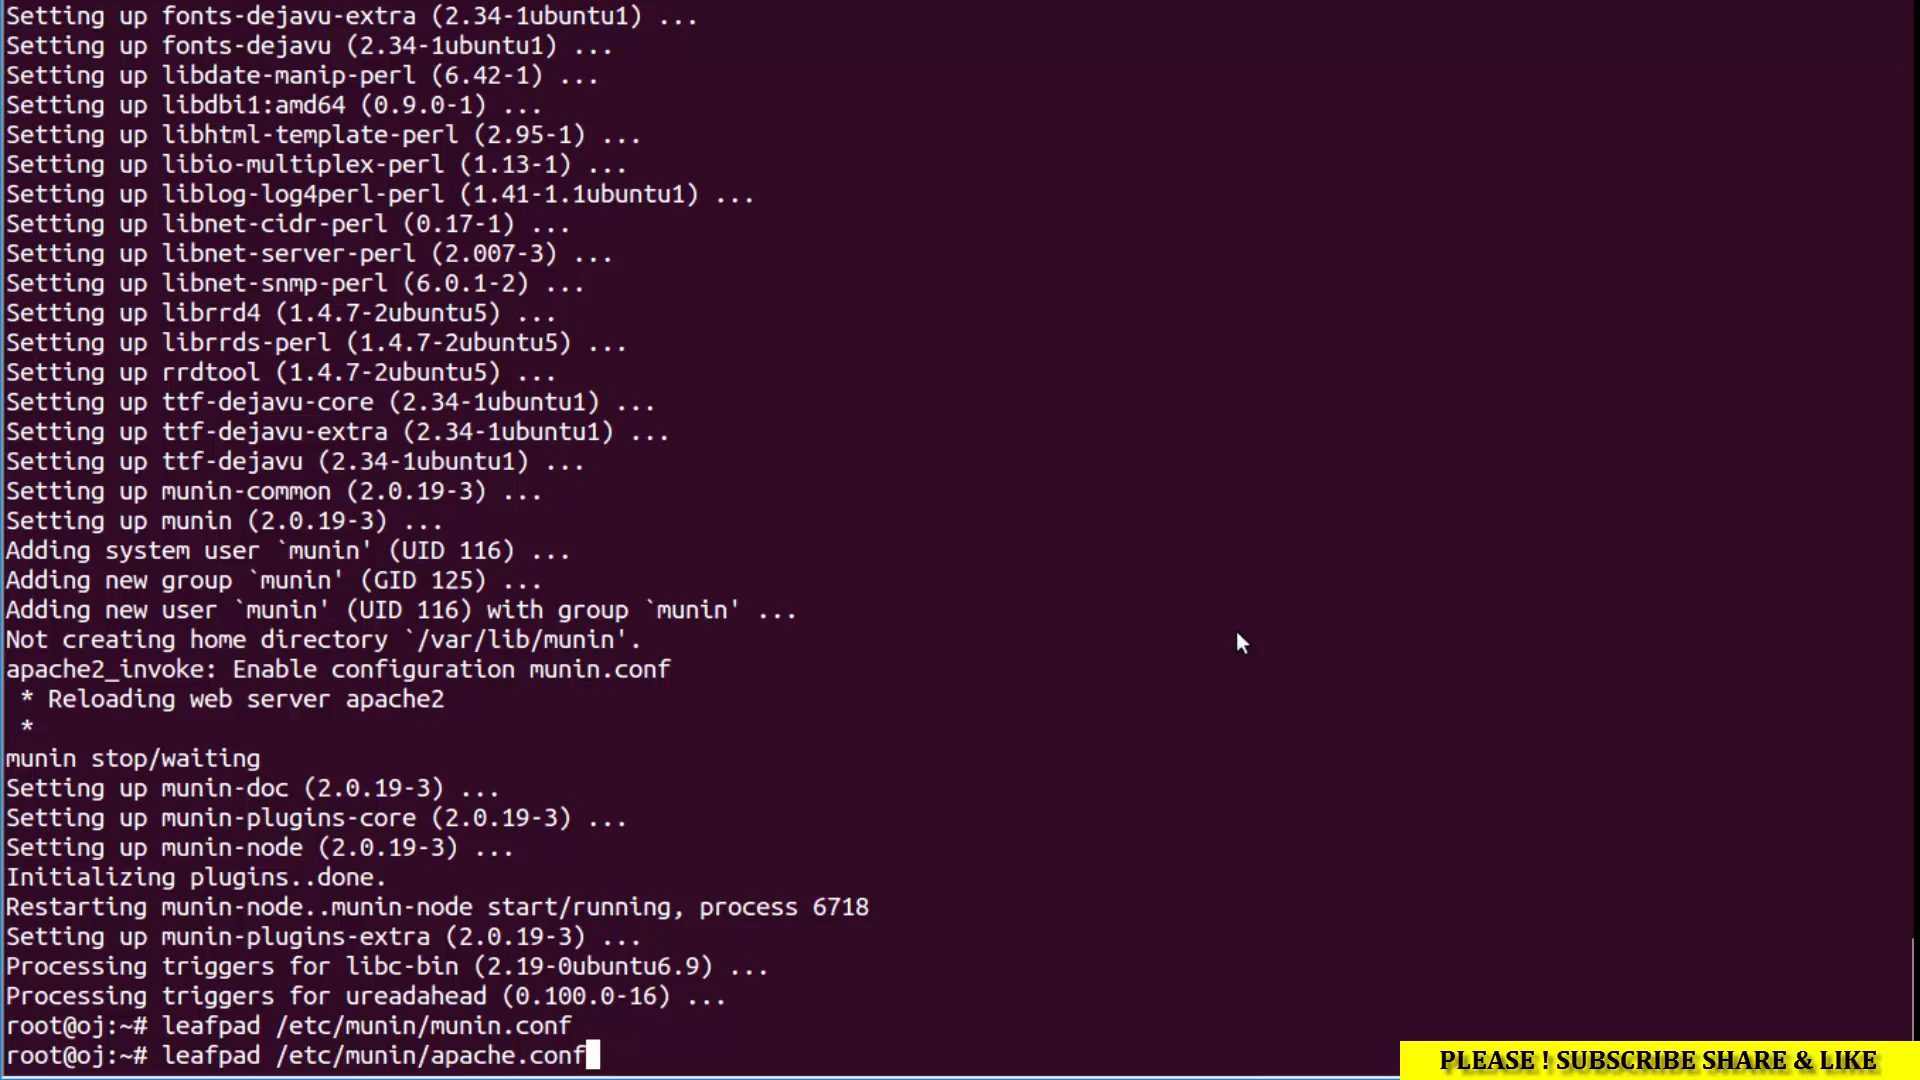 Setting up fonts-dejavu-extra (2.34-1ubuntu1) ...
Setting up fonts-dejavu (2.34-1ubuntu1) ...
Setting up libdate-manip-perl (6.42-1) ...
Setting up libdbi1:amd64 (0.9.0-1) ...
Setting up libhtml-template-perl (2.95-1) ...
Setting up libio-multiplex-perl (1.13-1) ...
Setting up liblog-log4perl-perl (1.41-1.1ubuntu1) ...
Setting up libnet-cidr-perl (0.17-1) ...
Setting up libnet-server-perl (2.007-3) ...
Setting up libnet-snmp-perl (6.0.1-2) ...
Setting up librrd4 (1.4.7-2ubuntu5) ...
Setting up librrds-perl (1.4.7-2ubuntu5) ...
Setting up rrdtool (1.4.7-2ubuntu5) ...
Setting up ttf-dejavu-core (2.34-1ubuntu1) ...
Setting up ttf-dejavu-extra (2.34-1ubuntu1) ...
Setting up ttf-dejavu (2.34-1ubuntu1) ...
Setting up munin-common (2.0.19-3) ...
Setting up munin (2.0.19-3) ...
Adding system user `munin' (UID 116) ...
Adding new group `munin' (GID 125) ...
Adding new user `munin' (UID 116) with group `munin' ...
Not creating home directory `/var/lib/munin'.
apache2_invoke: Enable configuration munin.conf
 * Reloading web server apache2
 *
munin stop/waiting
Setting up munin-doc (2.0.19-3) ...
Setting up munin-plugins-core (2.0.19-3) ...
Setting up munin-node (2.0.19-3) ...
Initializing plugins..done.
Restarting munin-node..munin-node start/running, process 6718
Setting up munin-plugins-extra (2.0.19-3) ...
Processing triggers for libc-bin (2.19-0ubuntu6.9) ...
Processing triggers for ureadahead (0.100.0-16) ...
root@oj:~# leafpad /etc/munin/munin.conf
root@oj:~# leafpad /etc/munin/apache.conf
PLEASE ! SUBSCRIBE SHARE & LIKE